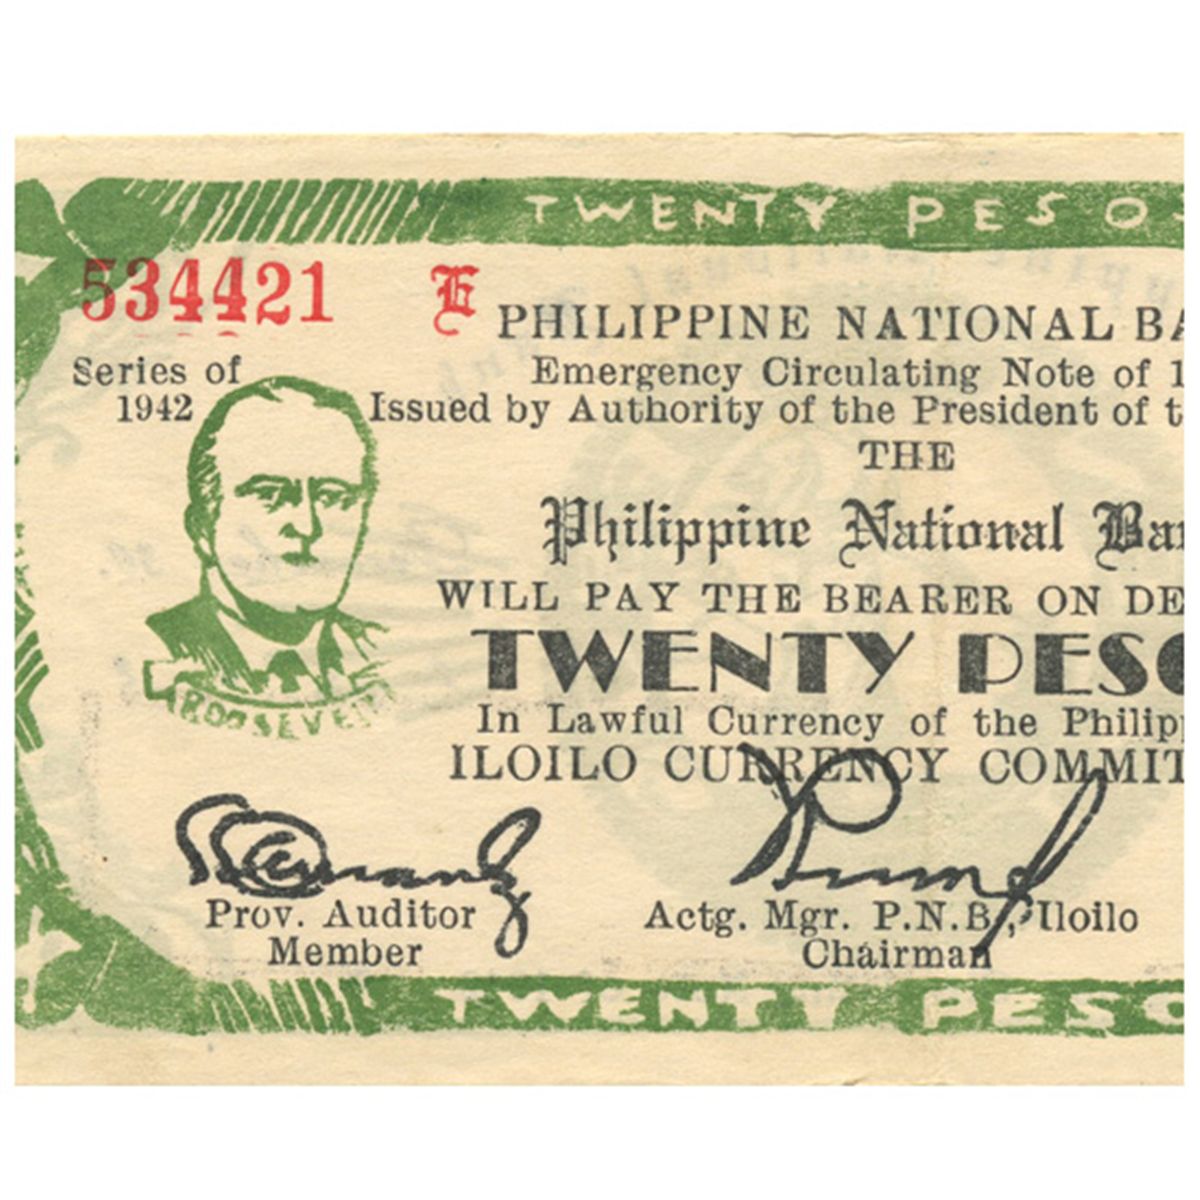 TWENTY PESOS
534421 E
PHILIPPINE NATIONAL BA
Series of
1942
Emergency Circulating Note of 1
Issued by Authority of the President of t
THE
Philippine National Ba
WILL PAY THE BEARER ON DE
TWENTY PESO
In Lawful Currency of the Philip
ROOSEVELT
ILOILO CURRENCY COMMIT
Prov. Auditor
Member
Actg. Mgr. P.N.B., Iloilo
Chairman
TWENTY PESO